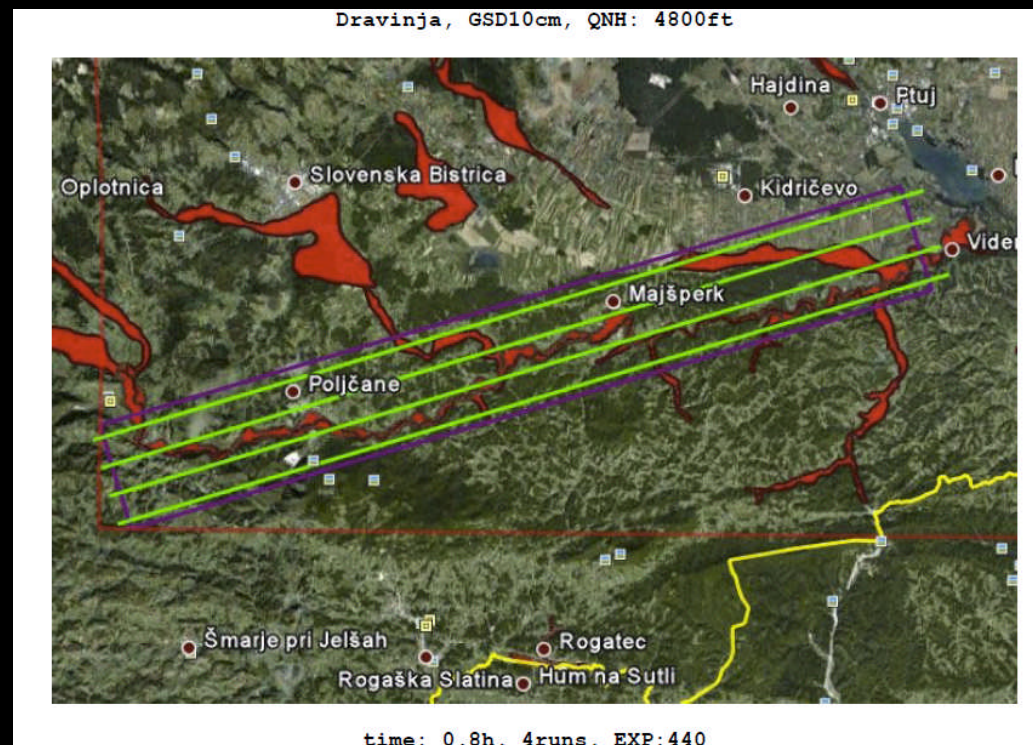 Dravinja, GSD10cm, QNH: 4800ft
Hajdina
Ptuj
Slovenska Bistrica
Oplotnica
Kidričevo
Majšperk
Poljčane
Šmarje pri Jelšah
Rogatec
Rogaška Slatina
Hum na Sutli
time: 0.8h, 4runs, EXP:440